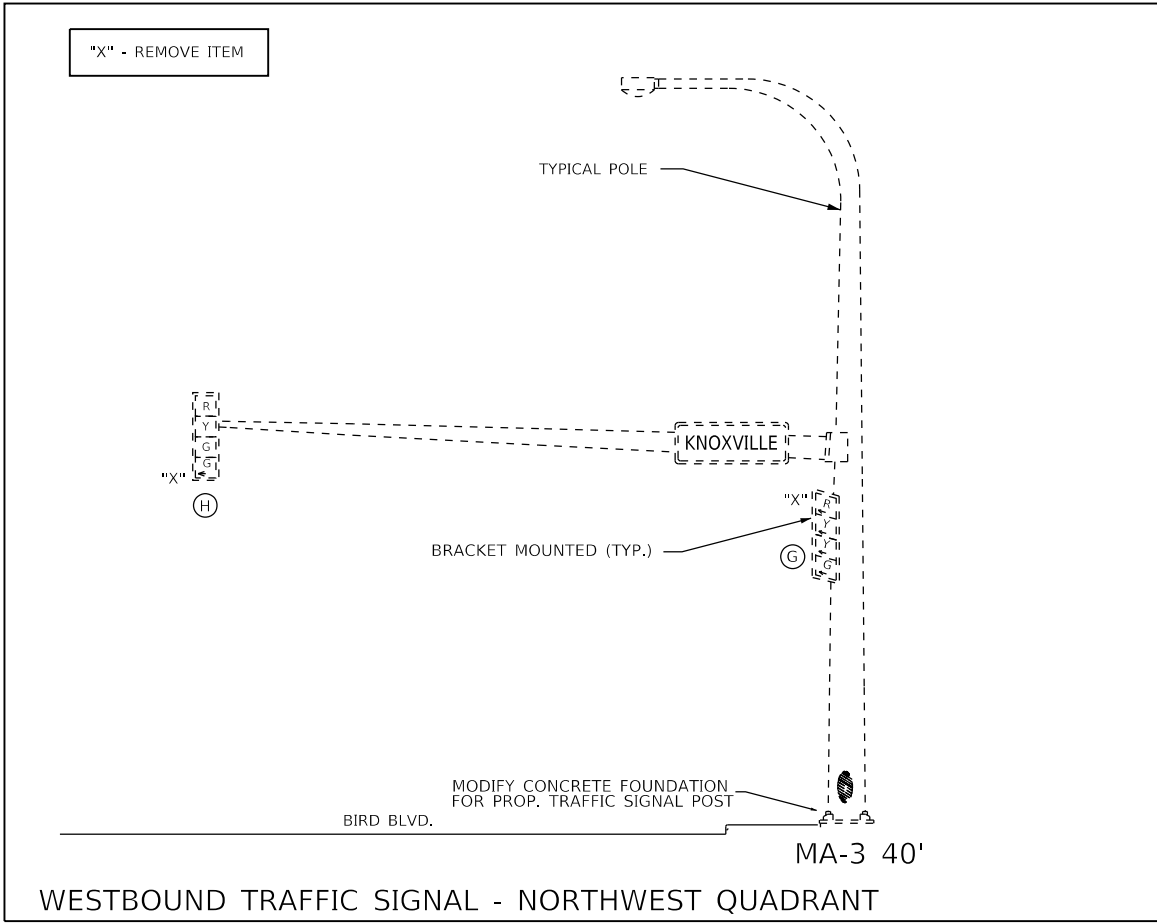 "X" - REMOVE ITEM
TYPICAL POLE
R
Y
G
G
"X"
H
KNOXVILLE
"X"
R
Y
Y
G
BRACKET MOUNTED (TYP.)
G
MODIFY CONCRETE FOUNDATION
FOR PROP. TRAFFIC SIGNAL POST
BIRD BLVD.
MA-3 40'
WESTBOUND TRAFFIC SIGNAL - NORTHWEST QUADRANT